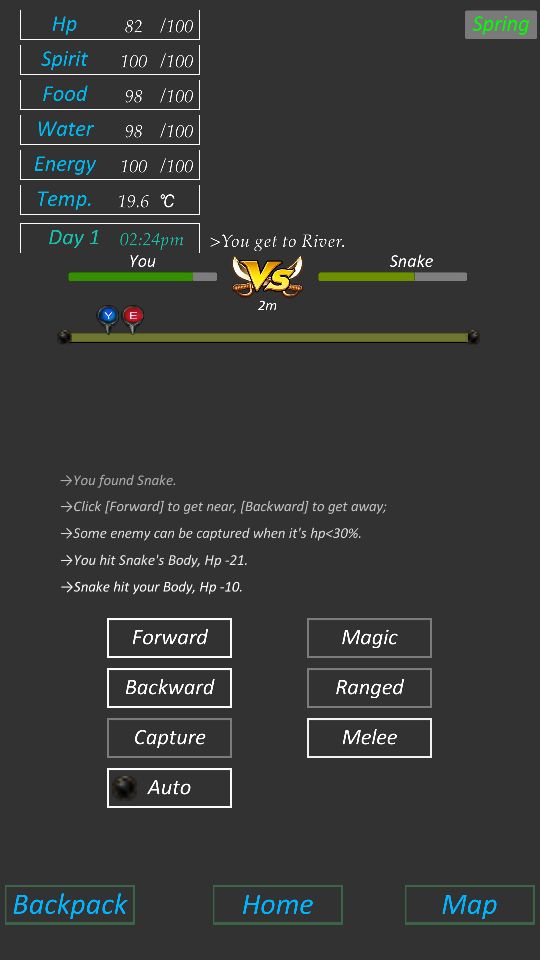 Hp 82 /100
Spring
Spirit 100 /100
Food 98 /100
Water 98 /100
Energy 100 /100
Temp. 19.6 ℃
Day 1 02:24pm >You get to River.
You Vs Snake
2m
Y E
→You found Snake.
→Click [Forward] to get near, [Backward] to get away;
→Some enemy can be captured when it's hp<30%.
→You hit Snake's Body, Hp -21.
→Snake hit your Body, Hp -10.
Forward Magic
Backward Ranged
Capture Melee
Auto
Backpack Home Map